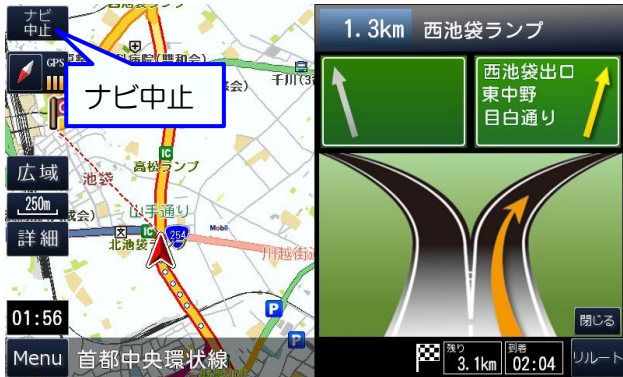 ナビ
中止
GPS
ナビ中止
千川(3
広域
250m
詳細
池袋
高松ランプ
IC
山手通り
IC
北池袋
254
Mobil
川越街道
01:56
Menu
首都中央環状線
P
P
1.3km 西池袋ランプ
西池袋出口
東中野
目白通り
閉じる
残り
3.1km
到着
02:04
リルート